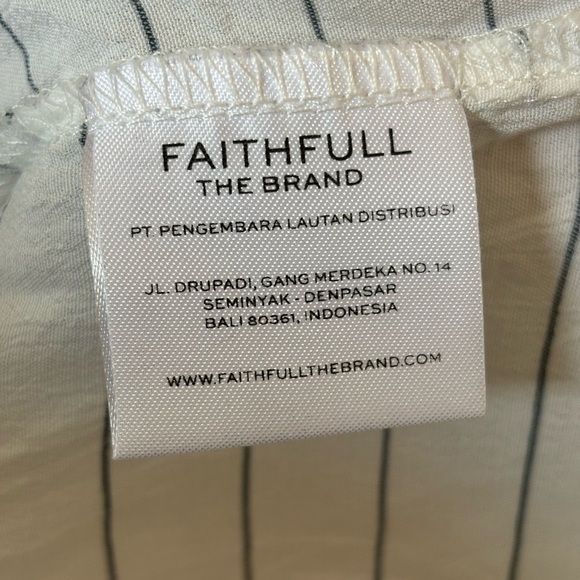 FAITHFULL
THE BRAND
PT PENGEMBARA LAUTAN DISTRIBUSI
JL. DRUPADI, GANG MERDEKA NO. 14
SEMINYAK - DENPASAR
BALI 80361, INDONESIA
WWW.FAITHFULLTHEBRAND.COM